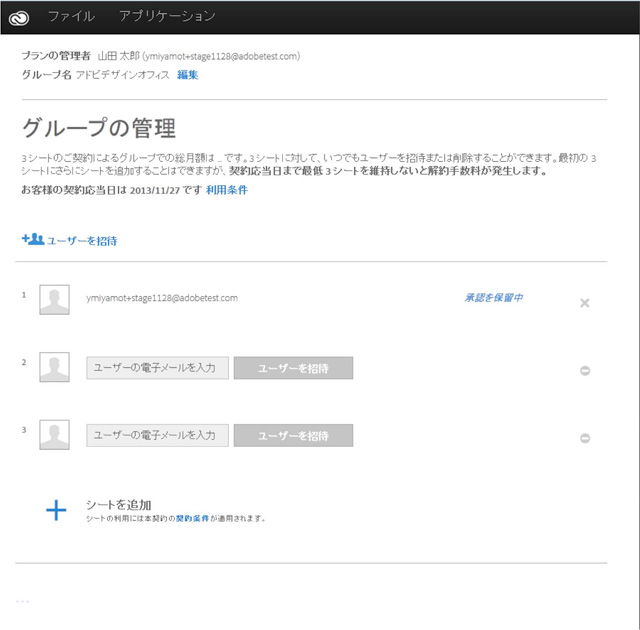 ファイル アプリケーション
プランの管理者 山田 太郎 (ymiyamot+stage1128@adobetest.com)
グループ名 アドビデザインオフィス 編集
グループの管理
3 シートのご契約によるグループでの総月額は ... です。3 シートに対して、いつでもユーザーを招待または削除することができます。最初の 3
シートにさらにシートを追加することはできますが、契約応当日まで最低 3 シートを維持しないと解約手数料が発生します。
お客様の契約応当日は 2013/11/27 です 利用条件
ユーザーを招待
1 ymiyamot+stage1128@adobetest.com 承認を保留中
2 ユーザーの電子メールを入力 ユーザーを招待
3 ユーザーの電子メールを入力 ユーザーを招待
シートを追加
シートの利用には本契約の契約条件が適用されます。
...